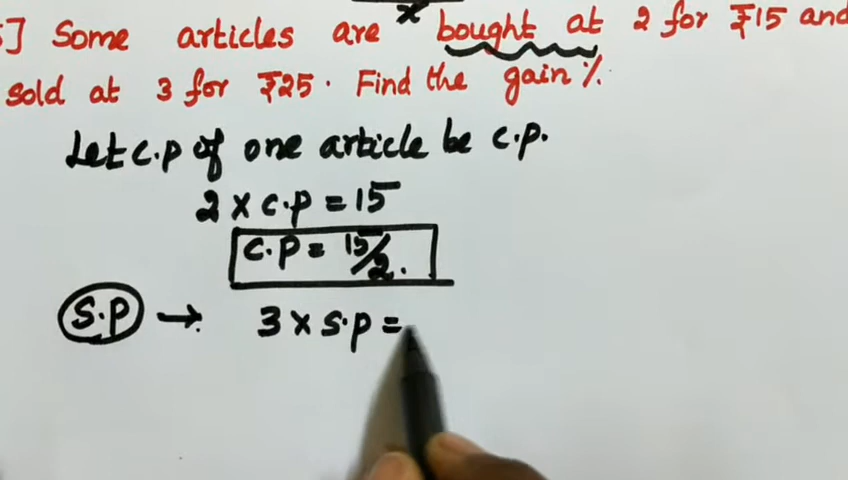 5] Some articles are bought at 2 for ₹15 and
sold at 3 for ₹25. Find the gain %.
Let C.P of one article be C.P.
2 × C.P = 15
C.P = 15/2.
S.P → 3 × S.P =